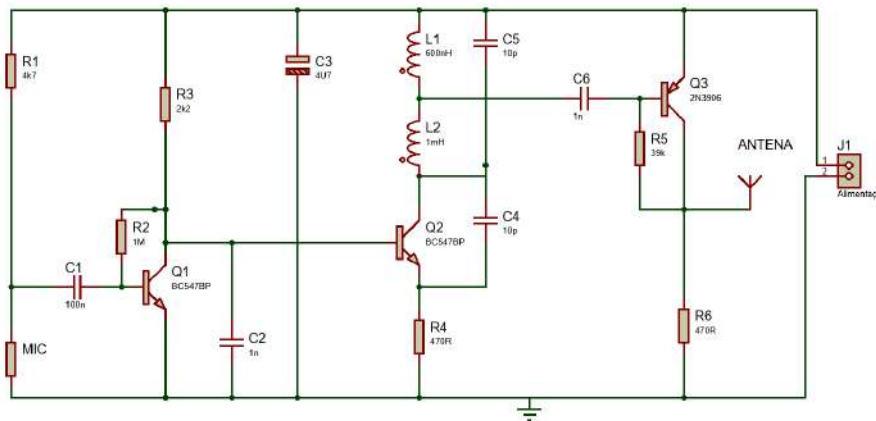 R1
4k7
R3
2k2
C3
4U7
L1
600nH
C5
10p
C6
1n
Q3
2N3906
L2
1mH
R5
39k
ANTENA
J1
1
2
Alimentaç
R2
1M
C1
100n
Q1
BC547BP
Q2
BC547BP
C4
10p
MIC
C2
1n
R4
470R
R6
470R